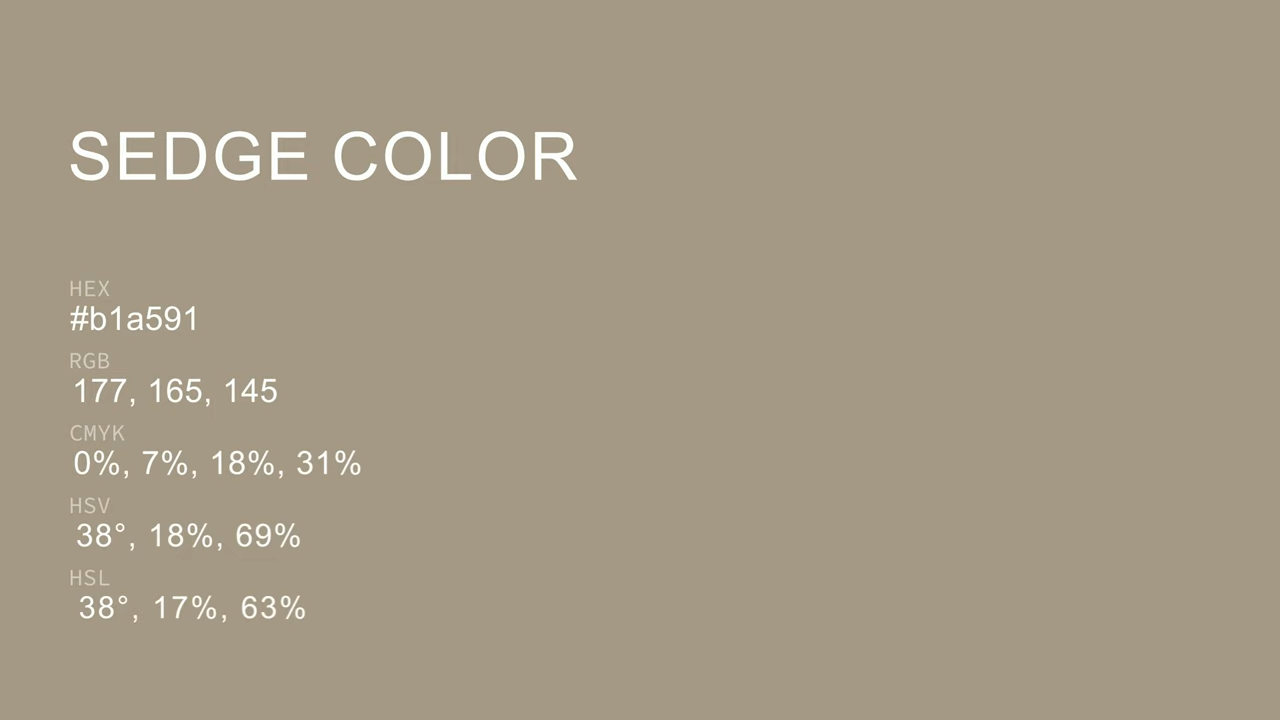 SEDGE COLOR
HEX
#b1a591
RGB
177, 165, 145
CMYK
0%, 7%, 18%, 31%
HSV
38°, 18%, 69%
HSL
38°, 17%, 63%